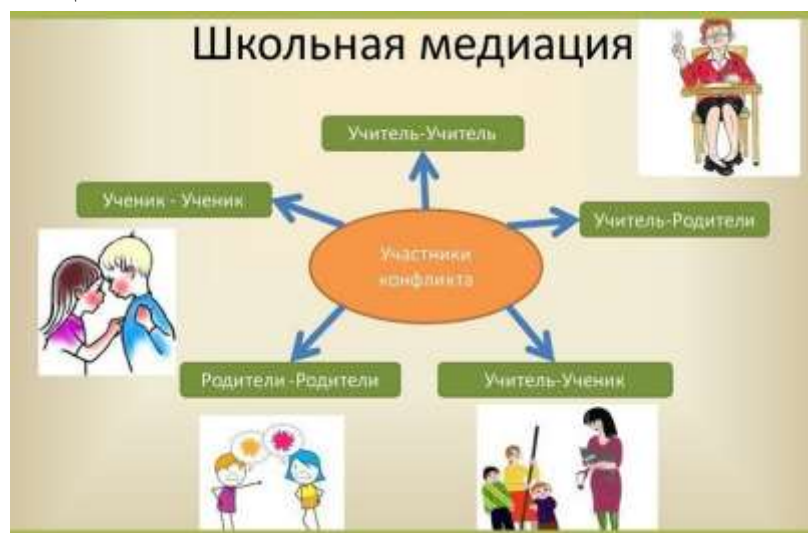 Школьная медиация
Учитель-Учитель
Ученик - Ученик
Учитель-Родители
Участники
конфликта
Родители -Родители
Учитель-Ученик